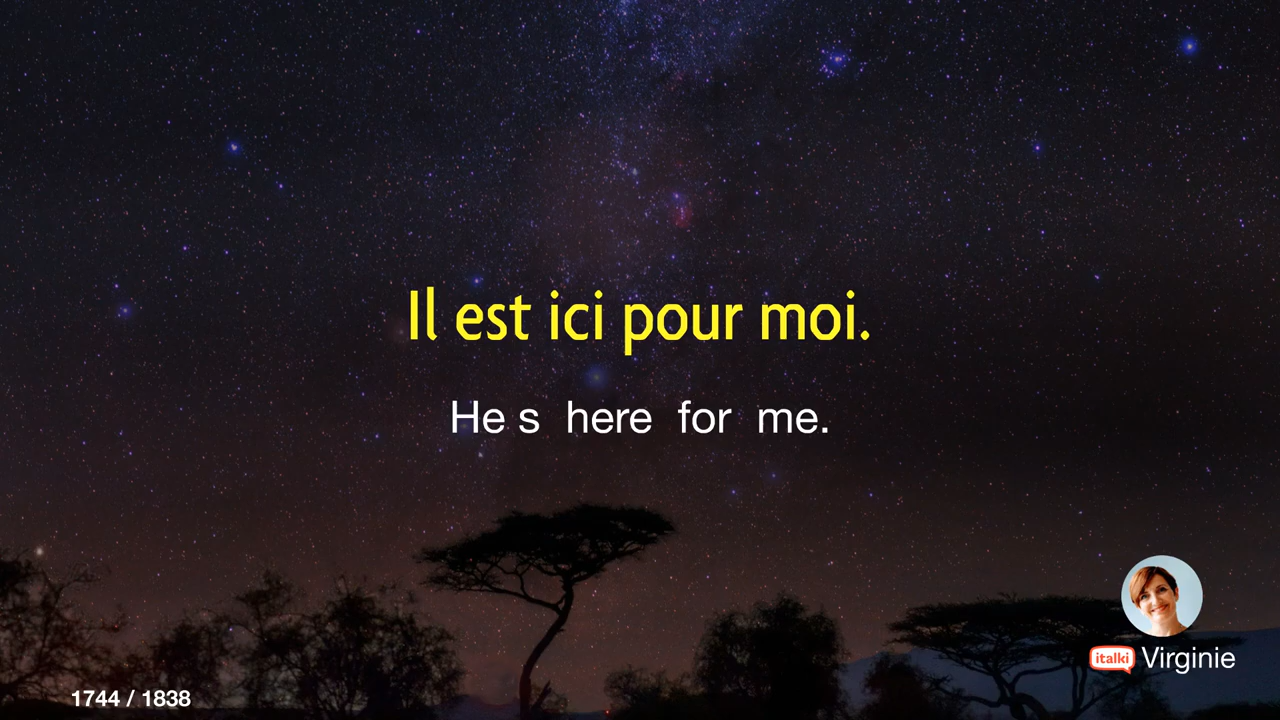 Il est ici pour moi.
He s here for me.
italki Virginie
1744 / 1838